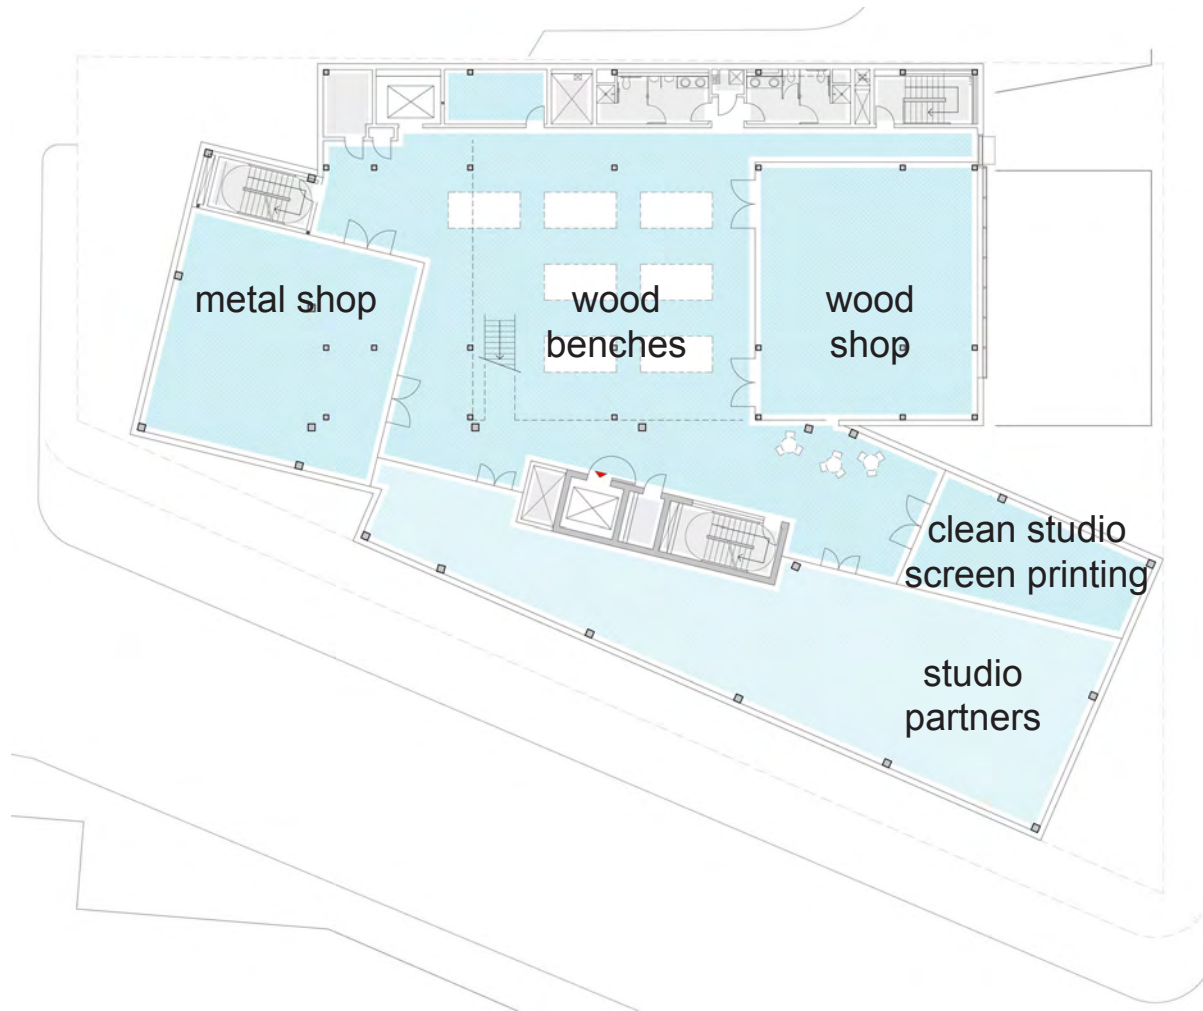 metal shop
wood
benches
wood
shop
clean studio
screen printing
studio
partners